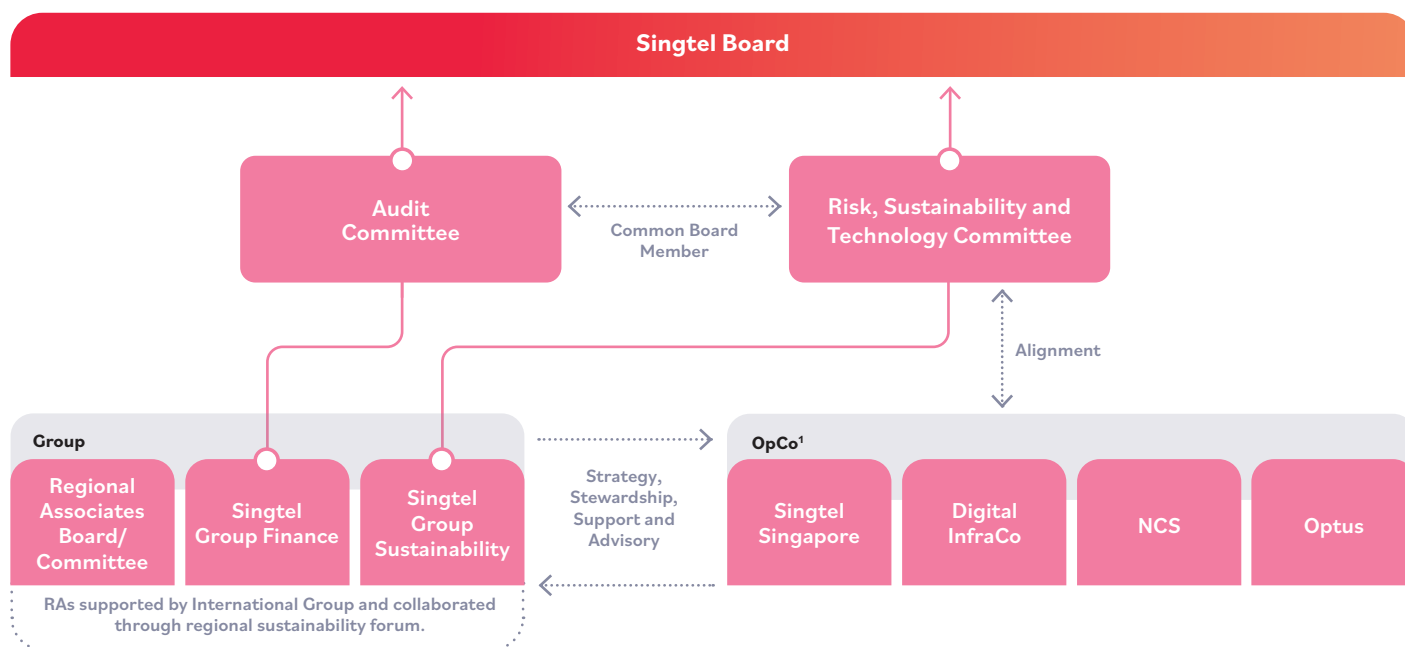 Singtel Board
Audit
Committee
Common Board
Member
Risk, Sustainability and
Technology Committee
Alignment
Group
Regional
Associates
Board/
Committee
Singtel
Group Finance
Singtel
Group
Sustainability
RAs supported by International Group and collaborated
through regional sustainability forum.
Strategy,
Stewardship,
Support and
Advisory
OpCo¹
Singtel
Singapore
Digital
InfraCo
NCS
Optus